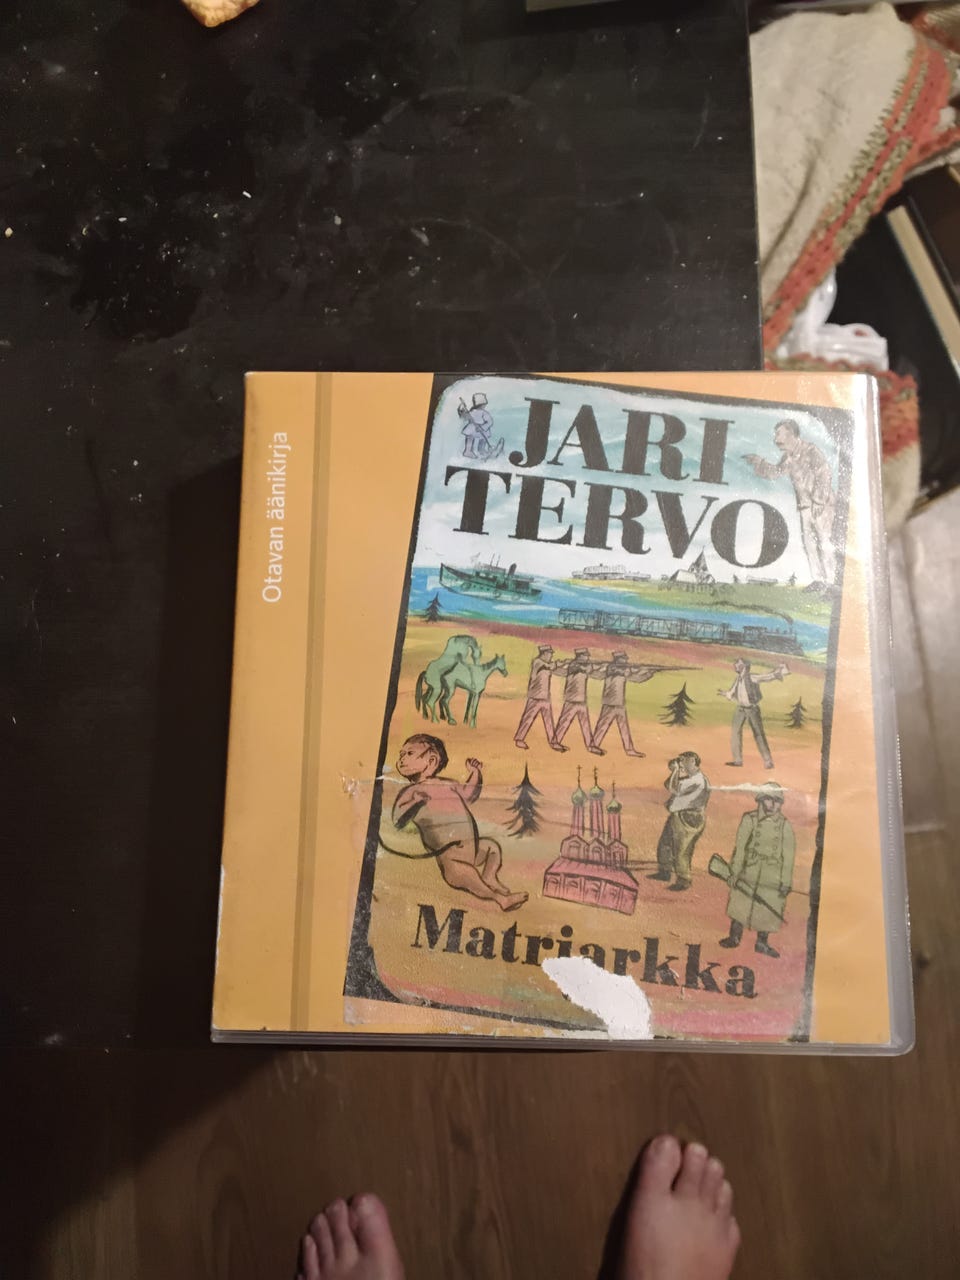 Otavan äänikirja
JARI
TERVO
Matriarkka